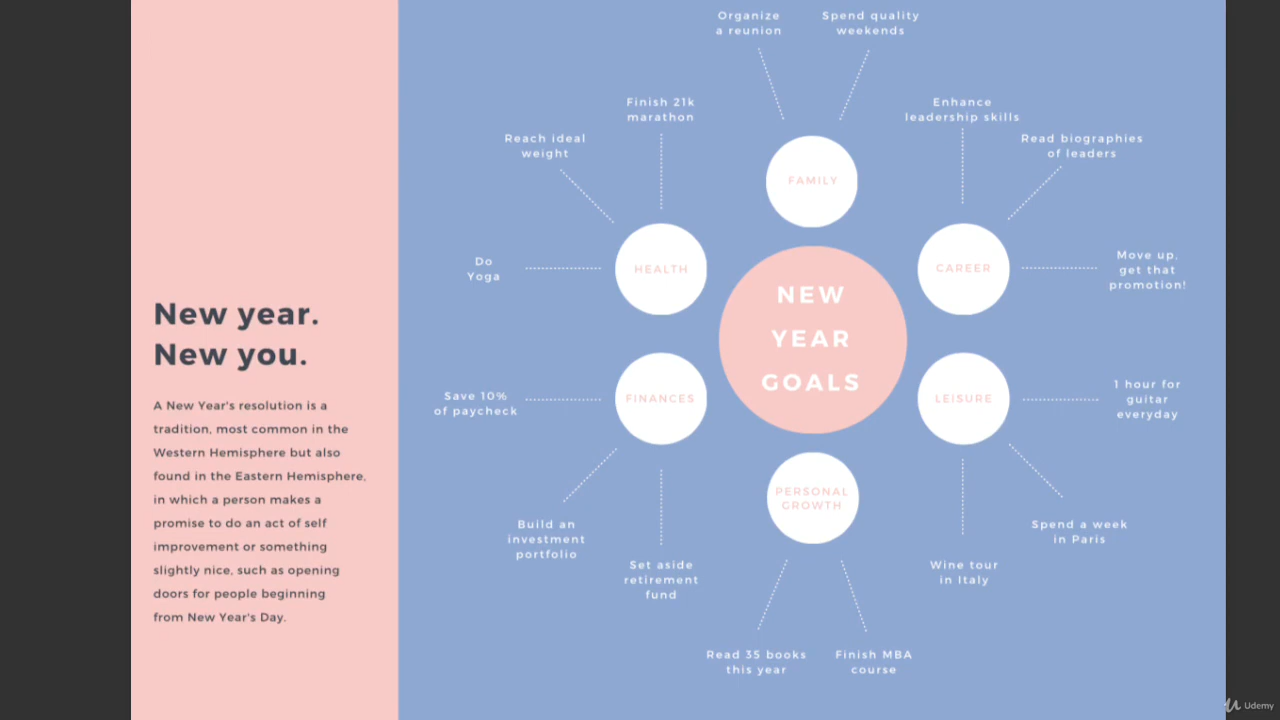 New year.
New you.
A New Year's resolution is a
tradition, most common in the
Western Hemisphere but also
found in the Eastern Hemisphere,
in which a person makes a
promise to do an act of self
improvement or something
slightly nice, such as opening
doors for people beginning
from New Year's Day.
NEW
YEAR
GOALS
FAMILY
Organize
a reunion
Spend quality
weekends
CAREER
Enhance
leadership skills
Read biographies
of leaders
Move up,
get that
promotion!
LEISURE
1 hour for
guitar
everyday
Spend a week
in Paris
Wine tour
in Italy
PERSONAL
GROWTH
Finish MBA
course
Read 35 books
this year
FINANCES
Set aside
retirement
fund
Build an
investment
portfolio
Save 10%
of paycheck
HEALTH
Do
Yoga
Reach ideal
weight
Finish 21k
marathon
Udemy